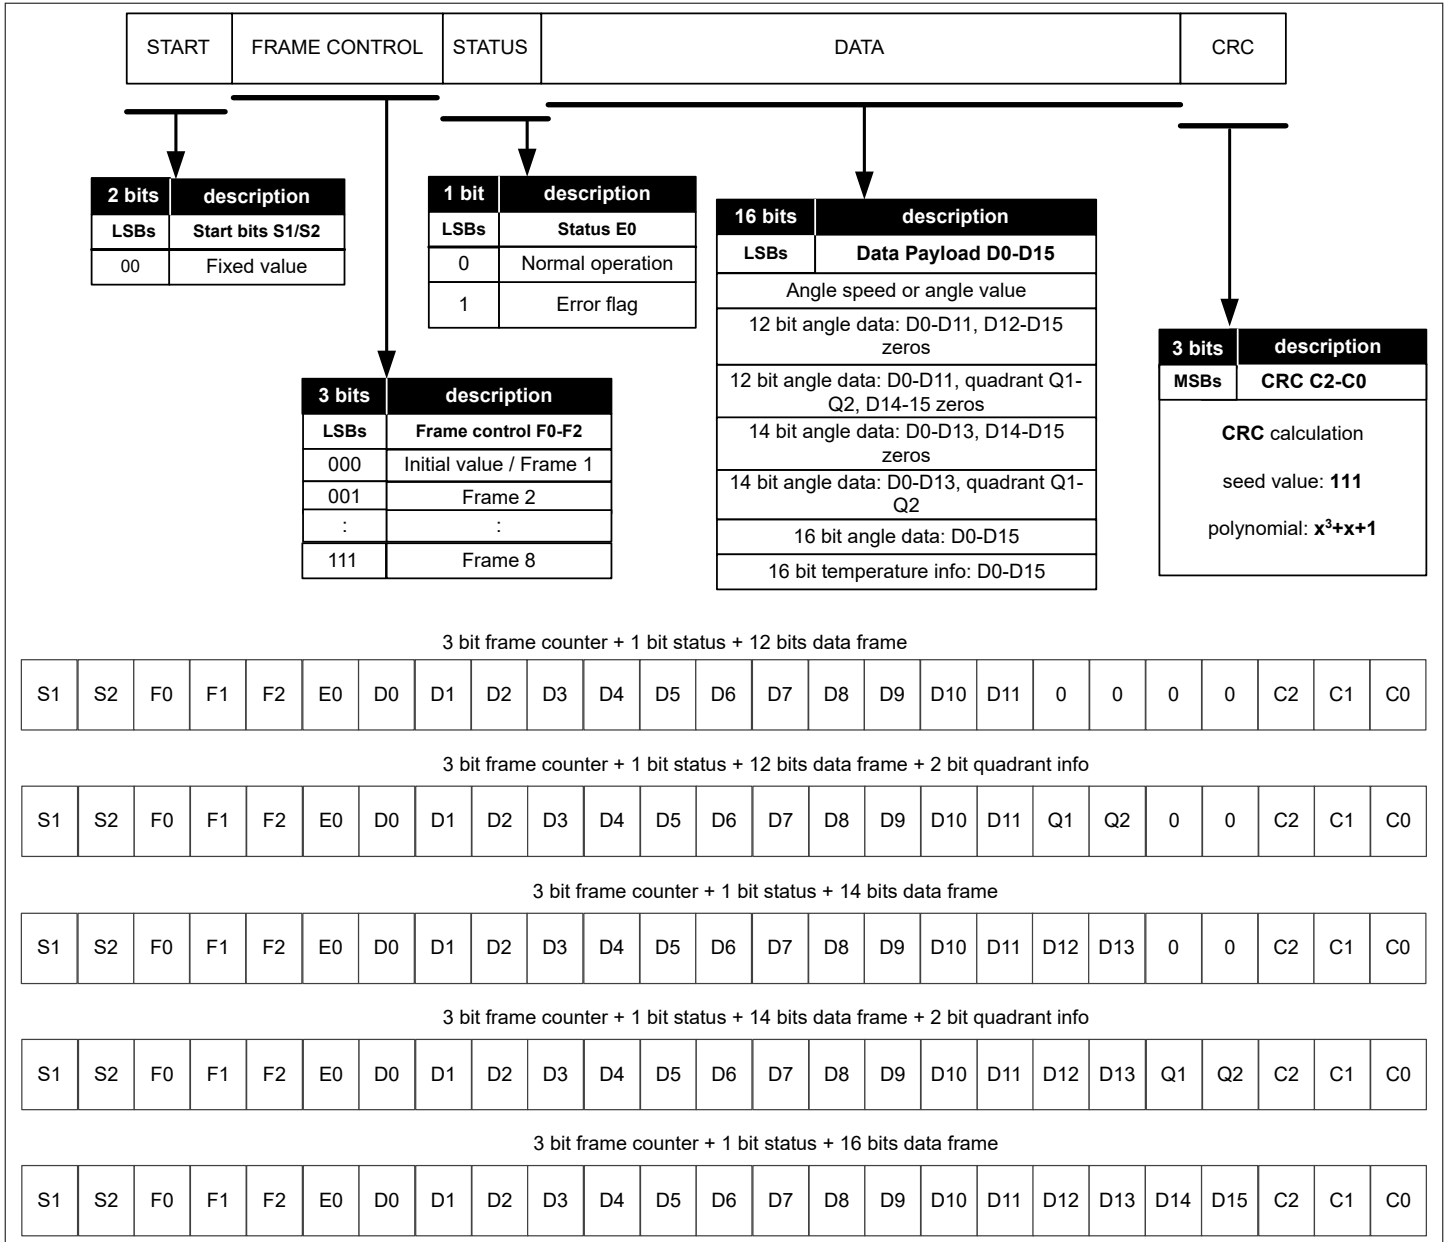 START FRAME CONTROL STATUS DATA CRC
2 bits description
LSBs Start bits S1/S2
00 Fixed value
1 bit description
LSBs Status E0
0 Normal operation
1 Error flag
16 bits description
LSBs Data Payload D0-D15
Angle speed or angle value
12 bit angle data: D0-D11, D12-D15
zeros
12 bit angle data: D0-D11, quadrant Q1-
Q2, D14-15 zeros
14 bit angle data: D0-D13, D14-D15
zeros
14 bit angle data: D0-D13, quadrant Q1-
Q2
16 bit angle data: D0-D15
16 bit temperature info: D0-D15
3 bits description
MSBs CRC C2-C0
CRC calculation
seed value: 111
polynomial: x³+x+1
3 bits description
LSBs Frame control F0-F2
000 Initial value / Frame 1
001 Frame 2
: :
111 Frame 8
3 bit frame counter + 1 bit status + 12 bits data frame
S1 S2 F0 F1 F2 E0 D0 D1 D2 D3 D4 D5 D6 D7 D8 D9 D10 D11 0 0 0 0 C2 C1 C0
3 bit frame counter + 1 bit status + 12 bits data frame + 2 bit quadrant info
S1 S2 F0 F1 F2 E0 D0 D1 D2 D3 D4 D5 D6 D7 D8 D9 D10 D11 Q1 Q2 0 0 C2 C1 C0
3 bit frame counter + 1 bit status + 14 bits data frame
S1 S2 F0 F1 F2 E0 D0 D1 D2 D3 D4 D5 D6 D7 D8 D9 D10 D11 D12 D13 0 0 C2 C1 C0
3 bit frame counter + 1 bit status + 14 bits data frame + 2 bit quadrant info
S1 S2 F0 F1 F2 E0 D0 D1 D2 D3 D4 D5 D6 D7 D8 D9 D10 D11 D12 D13 Q1 Q2 C2 C1 C0
3 bit frame counter + 1 bit status + 16 bits data frame
S1 S2 F0 F1 F2 E0 D0 D1 D2 D3 D4 D5 D6 D7 D8 D9 D10 D11 D12 D13 D14 D15 C2 C1 C0